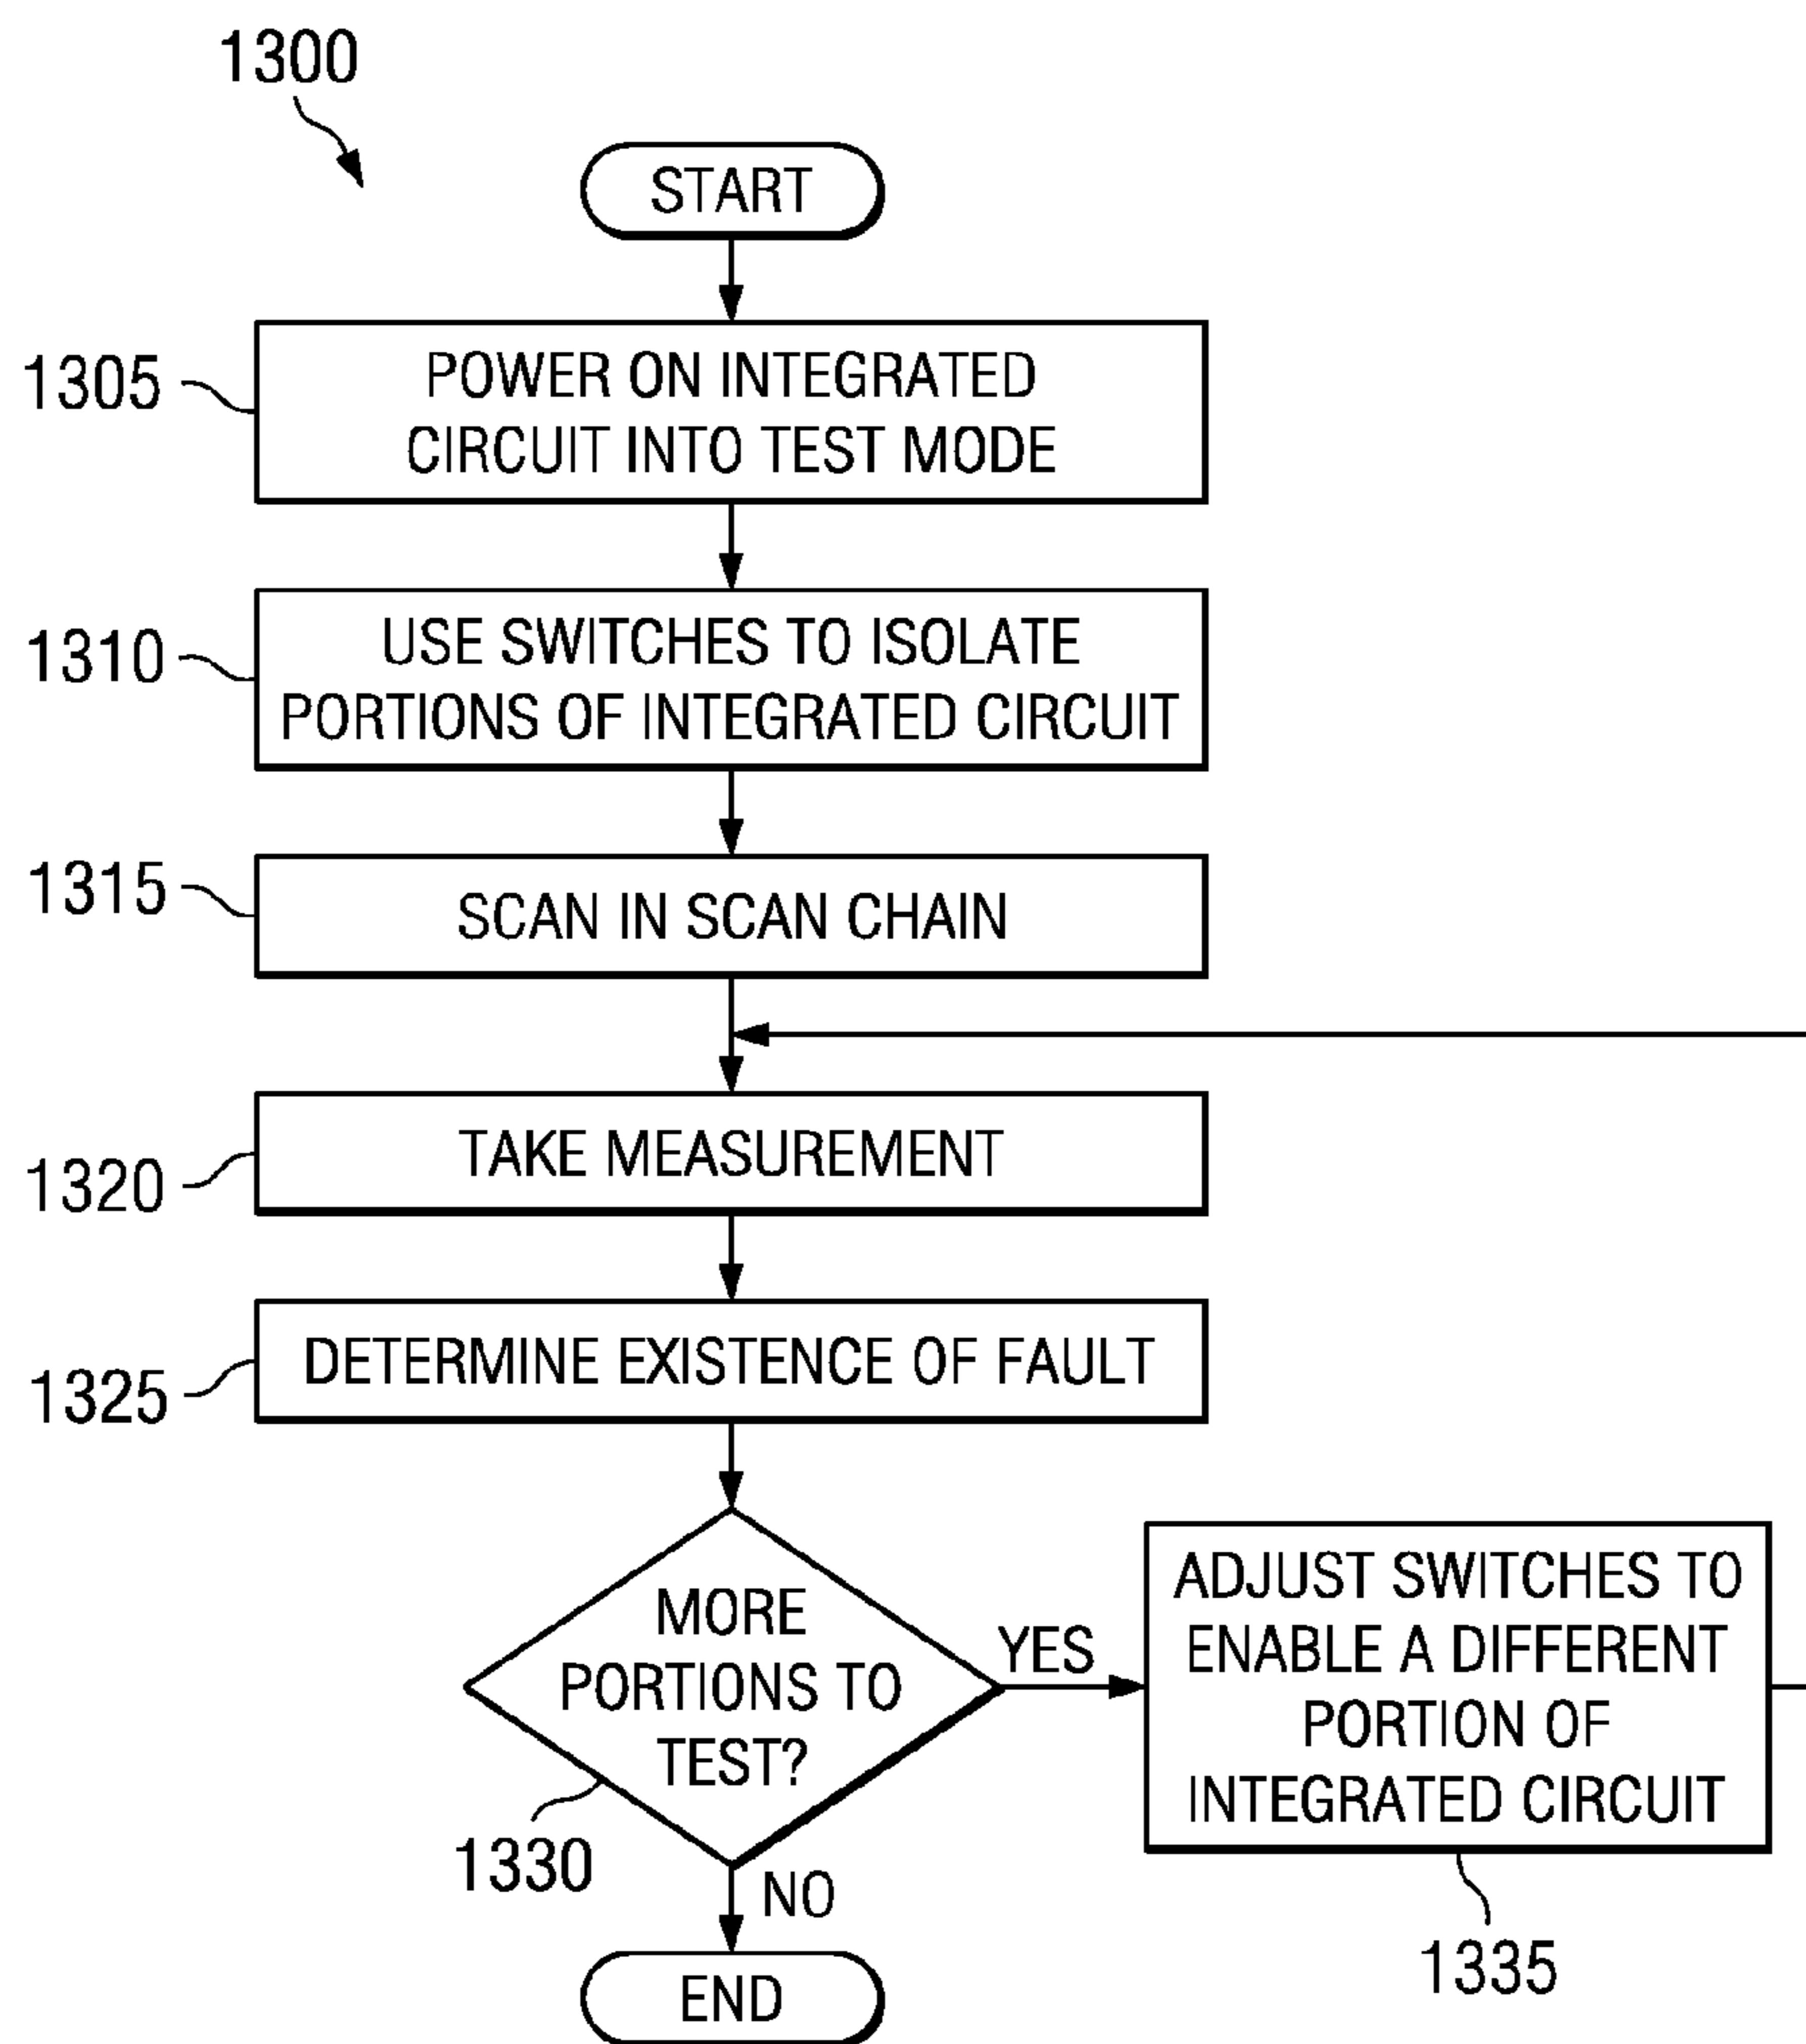 1300
START
1305
POWER ON INTEGRATED
CIRCUIT INTO TEST MODE
1310
USE SWITCHES TO ISOLATE
PORTIONS OF INTEGRATED CIRCUIT
1315
SCAN IN SCAN CHAIN
1320
TAKE MEASUREMENT
1325
DETERMINE EXISTENCE OF FAULT
MORE
PORTIONS TO
TEST?
1330
YES
ADJUST SWITCHES TO
ENABLE A DIFFERENT
PORTION OF
INTEGRATED CIRCUIT
1335
NO
END